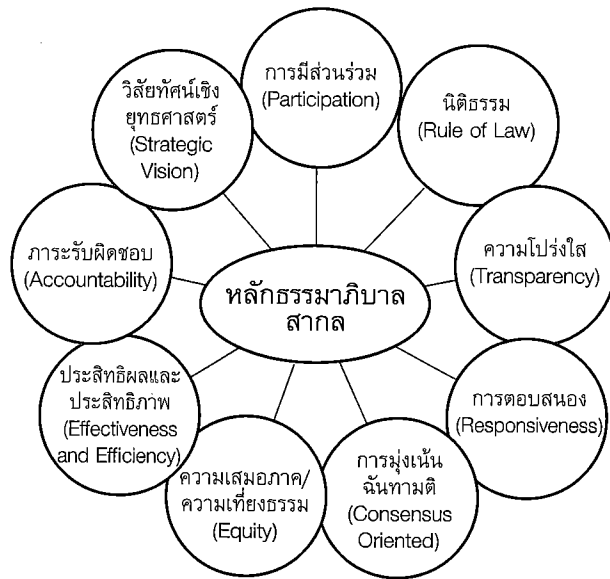 หลักธรรมาภิบาล
สากล
การมีส่วนร่วม
(Participation)
นิติธรรม
(Rule of Law)
ความโปร่งใส
(Transparency)
การตอบสนอง
(Responsiveness)
การมุ่งเน้น
ฉันทามติ
(Consensus
Oriented)
ความเสมอภาค/
ความเที่ยงธรรม
(Equity)
ประสิทธิผลและ
ประสิทธิภาพ
(Effectiveness
and Efficiency)
ภาระรับผิดชอบ
(Accountability)
วิสัยทัศน์เชิง
ยุทธศาสตร์
(Strategic
Vision)